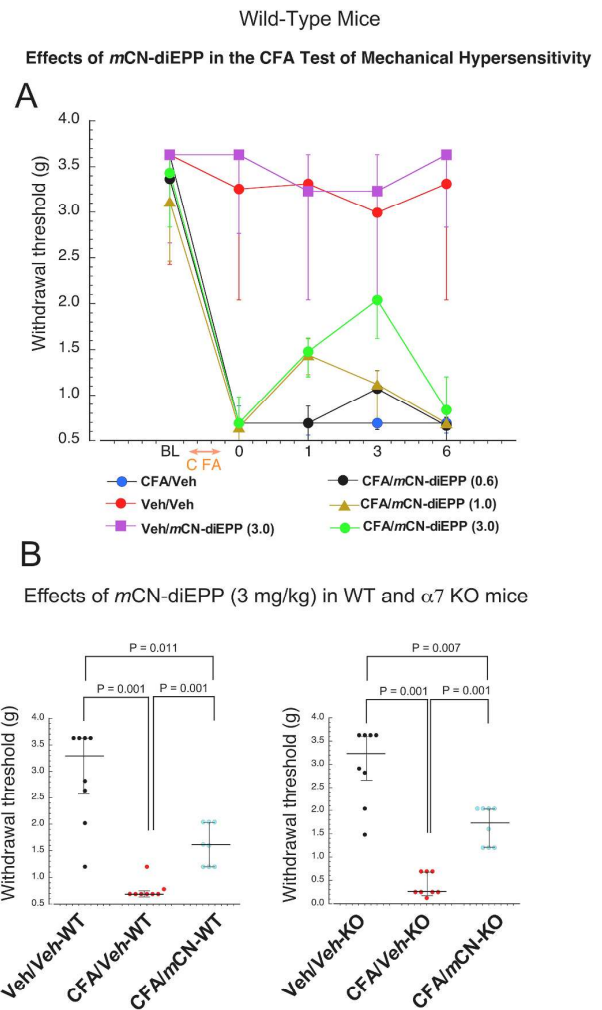 Wild-Type Mice
Effects of mCN-diEPP in the CFA Test of Mechanical Hypersensitivity
A
Withdrawal threshold (g)
4.0
3.5
3.0
2.5
2.0
1.5
1.0
0.5
BL 0 1 3 6
C FA
CFA/Veh
Veh/Veh
Veh/mCN-diEPP (3.0)
CFA/mCN-diEPP (0.6)
CFA/mCN-diEPP (1.0)
CFA/mCN-diEPP (3.0)
B
Effects of mCN-diEPP (3 mg/kg) in WT and α7 KO mice
P = 0.011
P = 0.001 P = 0.001
Withdrawal threshold (g)
4.0
3.5
3.0
2.5
2.0
1.5
1.0
0.5
Veh/Veh-WT
CFA/Veh-WT
CFA/mCN-WT
P = 0.007
P = 0.001 P = 0.001
Withdrawal threshold (g)
4.0
3.5
3.0
2.5
2.0
1.5
1.0
0.5
0.0
Veh/Veh-KO
CFA/Veh-KO
CFA/mCN-KO